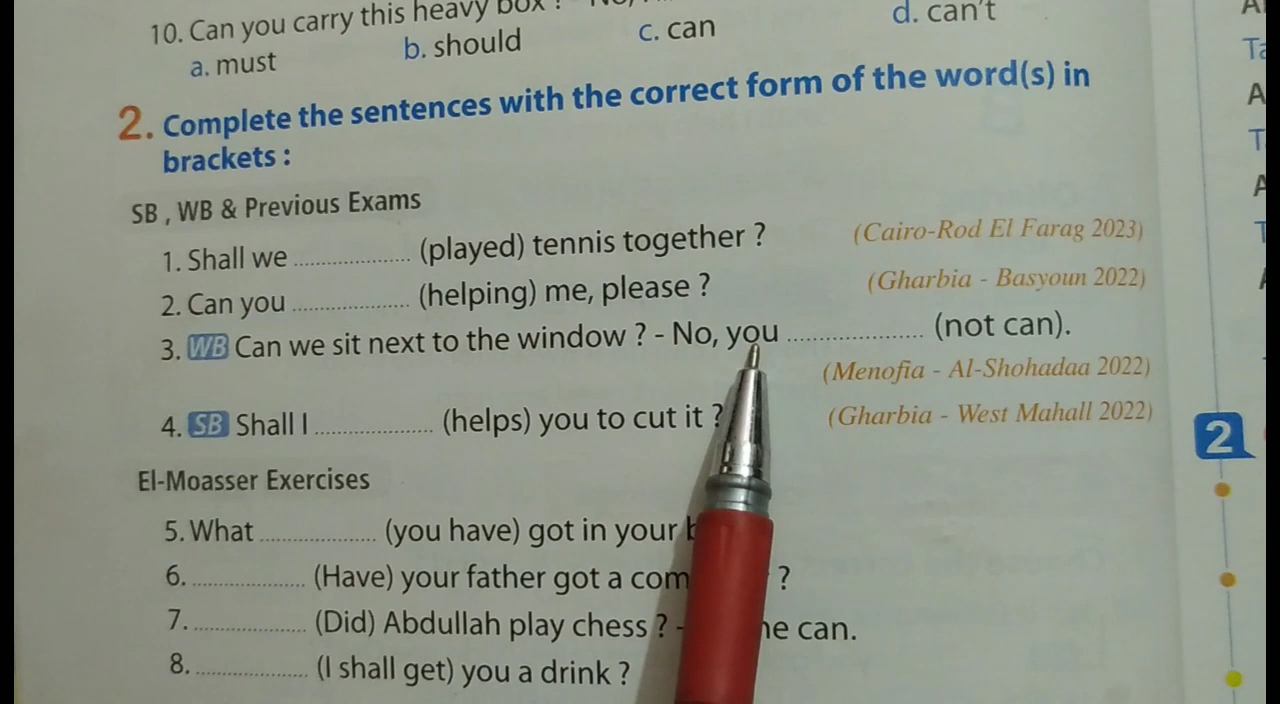 10. Can you carry this heavy box ? - No,
a. must b. should c. can d. can't
2. Complete the sentences with the correct form of the word(s) in
brackets :
SB , WB & Previous Exams
1. Shall we .................... (played) tennis together ? (Cairo-Rod El Farag 2023)
2. Can you .................... (helping) me, please ? (Gharbia - Basyoun 2022)
3. WB Can we sit next to the window ? - No, you .................... (not can).
(Menofia - Al-Shohadaa 2022)
4. SB Shall I .................... (helps) you to cut it ? (Gharbia - West Mahall 2022)
2
El-Moasser Exercises
5. What .................... (you have) got in your
6. .................... (Have) your father got a ?
7. .................... (Did) Abdullah play chess ? - he can.
8. .................... (I shall get) you a drink ?